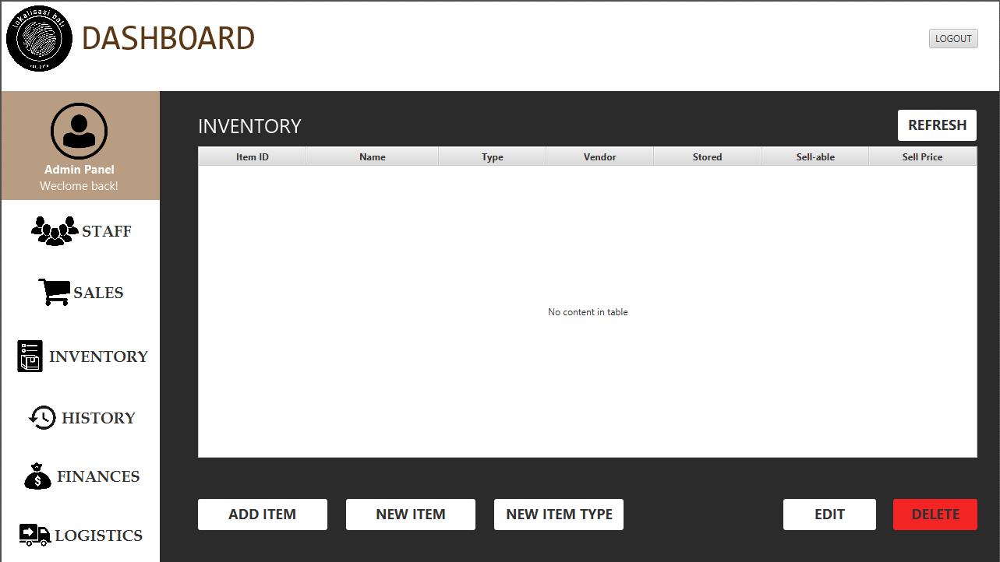 lokalisasi bali
DASHBOARD
LOGOUT
Admin Panel
Weclome back!
STAFF
SALES
INVENTORY
HISTORY
FINANCES
LOGISTICS
INVENTORY
REFRESH
Item ID Name Type Vendor Stored Sell-able Sell Price
No content in table
ADD ITEM NEW ITEM NEW ITEM TYPE EDIT DELETE